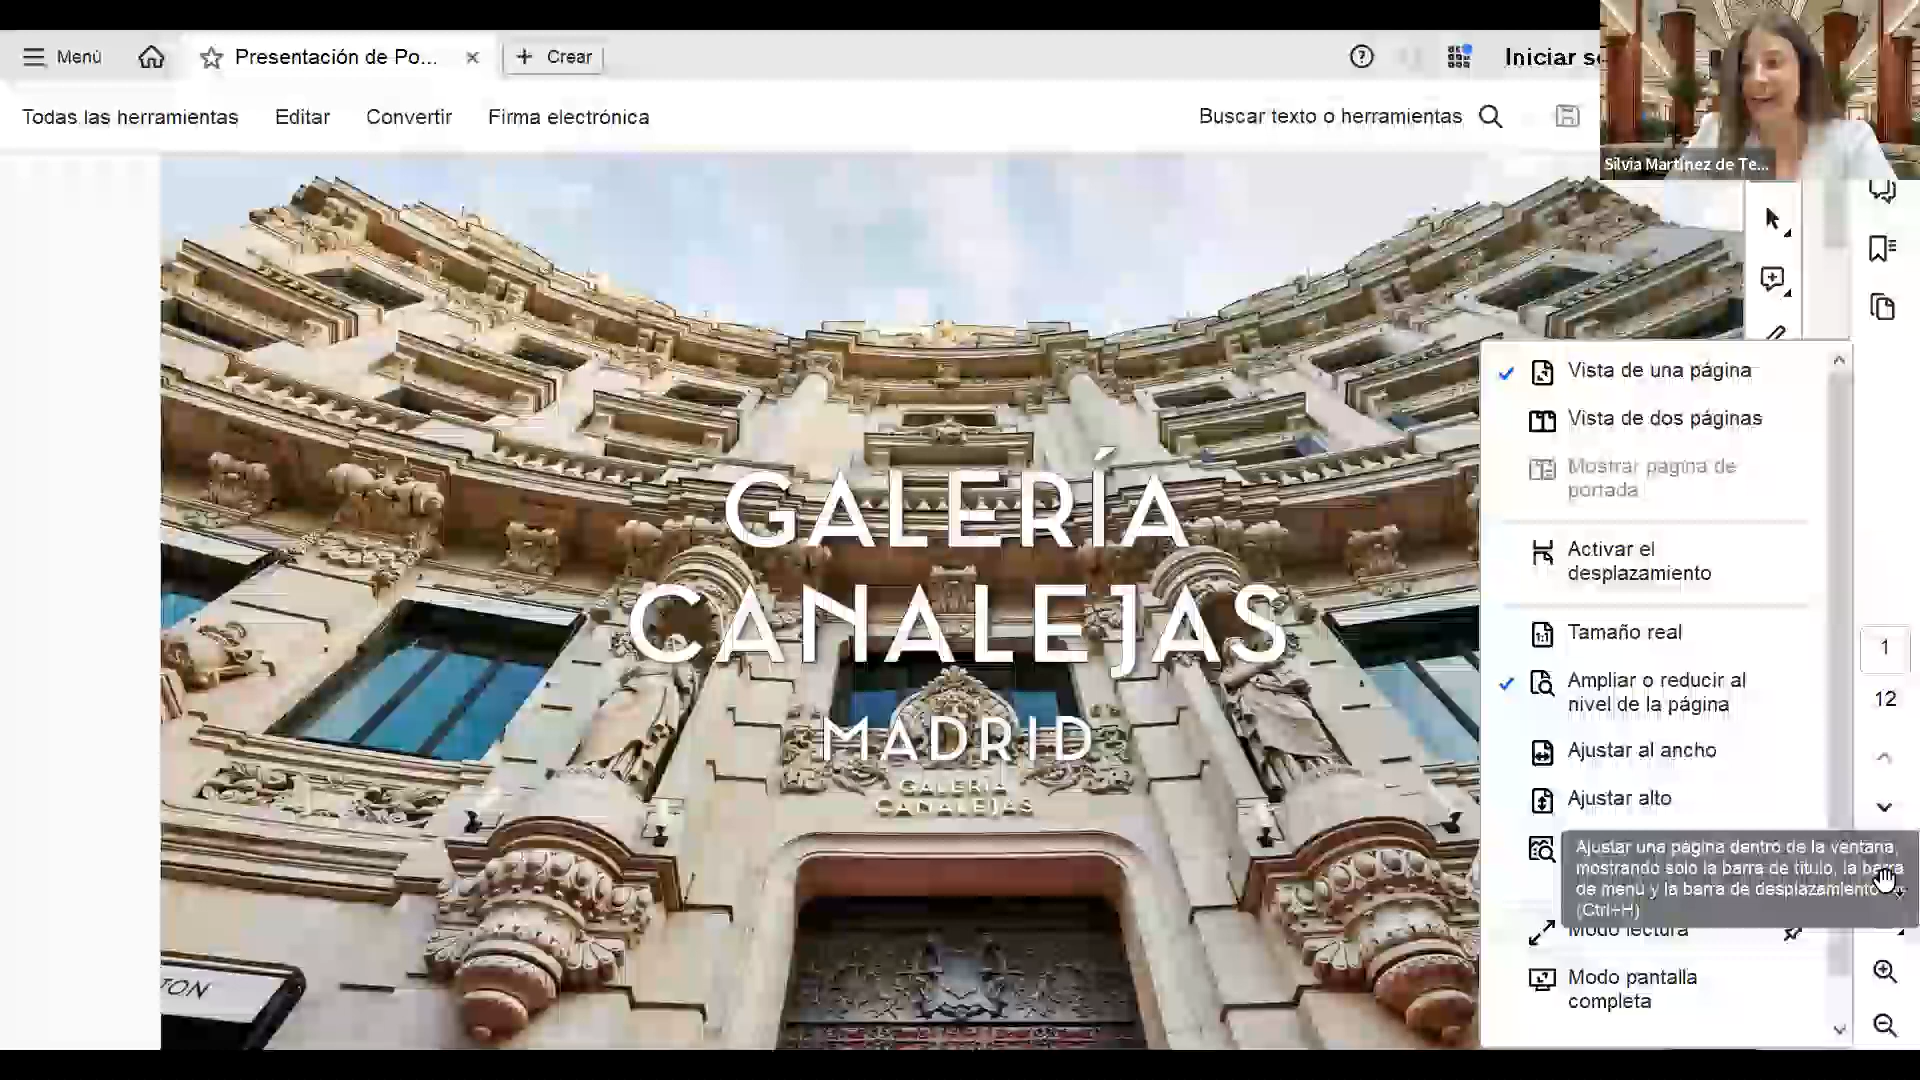 Menú
Presentación de Po...
Crear
Iniciar
Todas las herramientas
Editar
Convertir
Firma electrónica
Buscar texto o herramientas
Silvia Martínez de Te...
GALERÍA
CANALEJAS
MADRID
GALERÍA
CANALEJAS
TON
Vista de una página
Vista de dos páginas
Mostrar página de
portada
Activar el
desplazamiento
Tamaño real
Ampliar o reducir al
nivel de la página
Ajustar al ancho
Ajustar alto
Ajustar una página dentro de la ventana,
mostrando solo la barra de título, la barra
de menú y la barra de desplazamiento
(Ctrl+H)
Modo lectura
Modo pantalla
completa
1
12